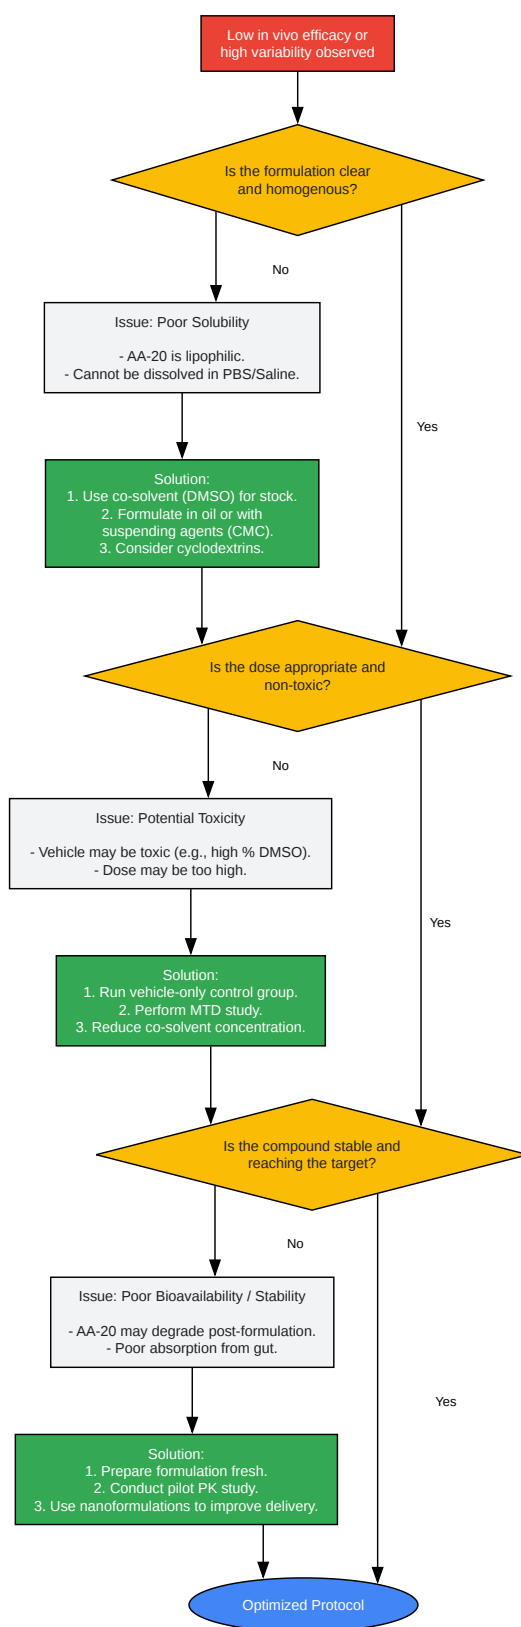 Low in vivo efficacy or
high variability observed
Is the formulation clear
and homogenous?
No
Issue: Poor Solubility
- AA-20 is lipophilic.
- Cannot be dissolved in PBS/Saline.
Yes
Solution:
1. Use co-solvent (DMSO) for stock.
2. Formulate in oil or with
suspending agents (CMC).
3. Consider cyclodextrins.
Is the dose appropriate and
non-toxic?
No
Issue: Potential Toxicity
- Vehicle may be toxic (e.g., high % DMSO).
- Dose may be too high.
Yes
Solution:
1. Run vehicle-only control group.
2. Perform MTD study.
3. Reduce co-solvent concentration.
Is the compound stable and
reaching the target?
No
Issue: Poor Bioavailability / Stability
- AA-20 may degrade post-formulation.
- Poor absorption from gut.
Yes
Solution:
1. Prepare formulation fresh.
2. Conduct pilot PK study.
3. Use nanoformulations to improve delivery.
Optimized Protocol